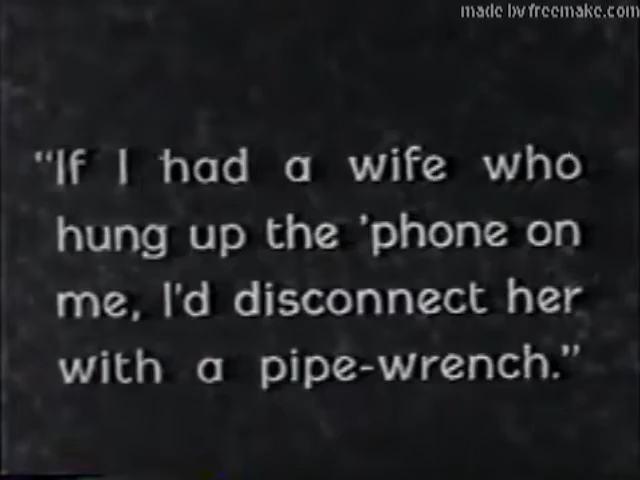 made by freemake.com
"If I had a wife who
hung up the 'phone on
me, I'd disconnect her
with a pipe-wrench."